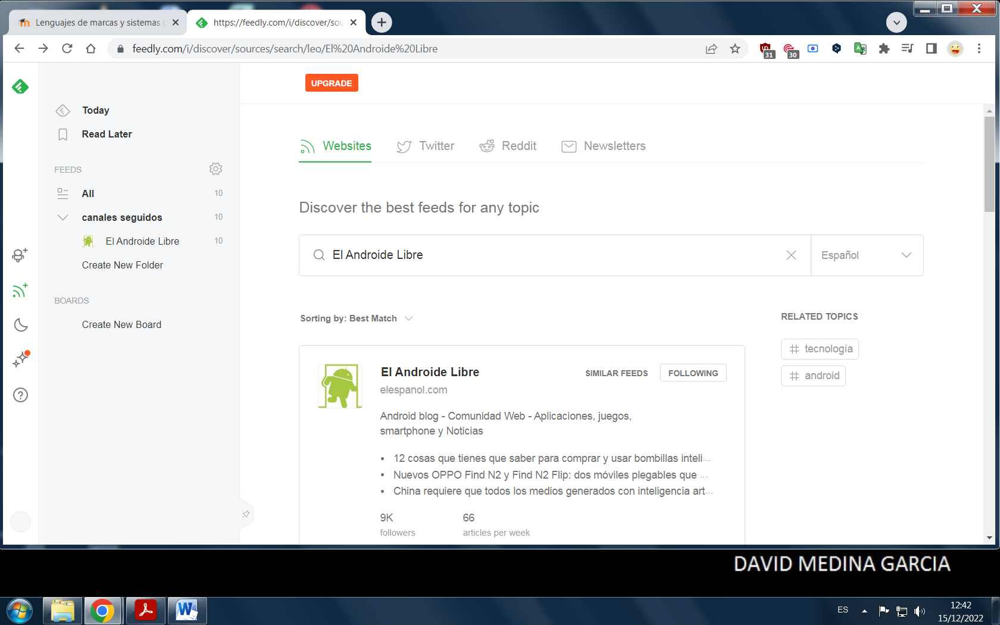 Lenguajes de marcas y sistemas
https://feedly.com/i/discover/sou
feedly.com/i/discover/sources/search/leo/El%20Androide%20Libre
31
30
UPGRADE
Today
Read Later
FEEDS
All 10
canales seguidos 10
El Androide Libre 10
Create New Folder
BOARDS
Create New Board
Websites Twitter Reddit Newsletters
Discover the best feeds for any topic
El Androide Libre
Español
Sorting by: Best Match
RELATED TOPICS
# tecnología
# android
El Androide Libre
SIMILAR FEEDS
FOLLOWING
elespanol.com
Android blog - Comunidad Web - Aplicaciones, juegos,
smartphone y Noticias
• 12 cosas que tienes que saber para comprar y usar bombillas inteli...
• Nuevos OPPO Find N2 y Find N2 Flip: dos móviles plegables que ...
• China requiere que todos los medios generados con inteligencia art...
9K
followers
66
articles per week
DAVID MEDINA GARCIA
ES
12:42
15/12/2022